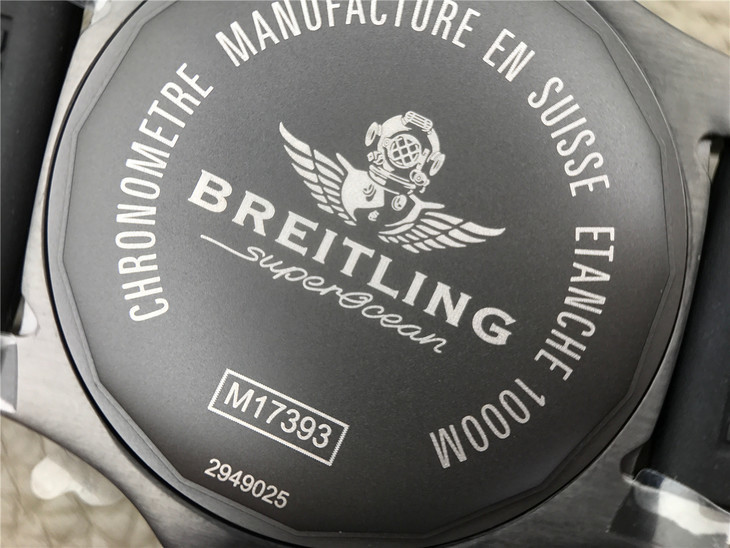 CHRONOMETRE MANUFACTURE EN SUISSE ETANCHE 1000M
BREITLING
superOcean
M17393
2949025